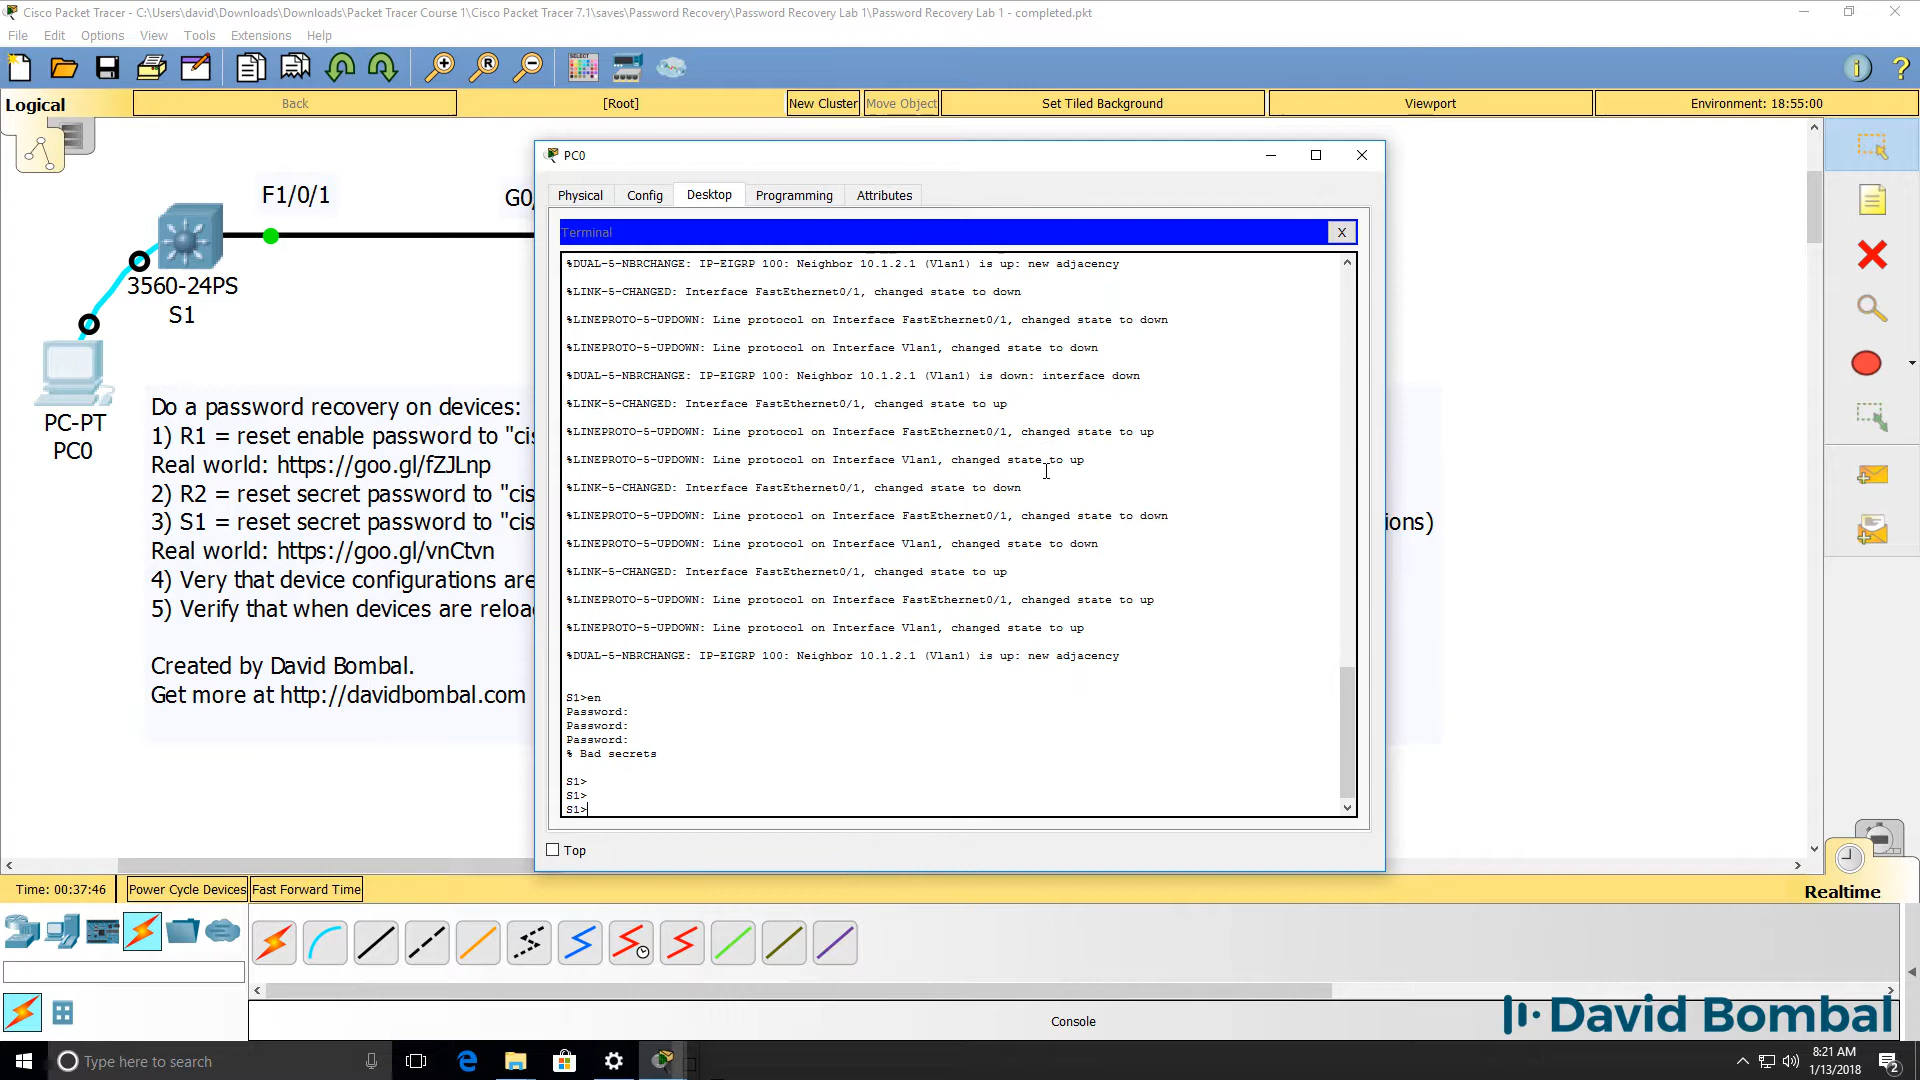 Cisco Packet Tracer - C:\Users\david\Downloads\Downloads\Packet Tracer Course 1\Cisco Packet Tracer 7.1\saves\Password Recovery\Password Recovery Lab 1\Password Recovery Lab 1 - completed.pkt
File Edit Options View Tools Extensions Help
Logical Back [Root] New Cluster Move Object Set Tiled Background Viewport Environment: 18:55:00
F1/0/1 G0/
3560-24PS
S1
PC-PT
PC0
Do a password recovery on devices:
1) R1 = reset enable password to "cis
Real world: https://goo.gl/fZJLnp
2) R2 = reset secret password to "cis
3) S1 = reset secret password to "cis
ions)
Real world: https://goo.gl/vnCtvn
4) Very that device configurations are
5) Verify that when devices are reloa
Created by David Bombal.
Get more at http://davidbombal.com
PC0
Physical Config Desktop Programming Attributes
Terminal X
%DUAL-5-NBRCHANGE: IP-EIGRP 100: Neighbor 10.1.2.1 (Vlan1) is up: new adjacency
%LINK-5-CHANGED: Interface FastEthernet0/1, changed state to down
%LINEPROTO-5-UPDOWN: Line protocol on Interface FastEthernet0/1, changed state to down
%LINEPROTO-5-UPDOWN: Line protocol on Interface Vlan1, changed state to down
%DUAL-5-NBRCHANGE: IP-EIGRP 100: Neighbor 10.1.2.1 (Vlan1) is down: interface down
%LINK-5-CHANGED: Interface FastEthernet0/1, changed state to up
%LINEPROTO-5-UPDOWN: Line protocol on Interface FastEthernet0/1, changed state to up
%LINEPROTO-5-UPDOWN: Line protocol on Interface Vlan1, changed state to up
%LINK-5-CHANGED: Interface FastEthernet0/1, changed state to down
%LINEPROTO-5-UPDOWN: Line protocol on Interface FastEthernet0/1, changed state to down
%LINEPROTO-5-UPDOWN: Line protocol on Interface Vlan1, changed state to down
%LINK-5-CHANGED: Interface FastEthernet0/1, changed state to up
%LINEPROTO-5-UPDOWN: Line protocol on Interface FastEthernet0/1, changed state to up
%LINEPROTO-5-UPDOWN: Line protocol on Interface Vlan1, changed state to up
%DUAL-5-NBRCHANGE: IP-EIGRP 100: Neighbor 10.1.2.1 (Vlan1) is up: new adjacency
S1>en
Password:
Password:
Password:
% Bad secrets
S1>
S1>
S1>
Top
Time: 00:37:46 Power Cycle Devices Fast Forward Time Realtime
Console
David Bombal
Type here to search
8:21 AM
1/13/2018
2